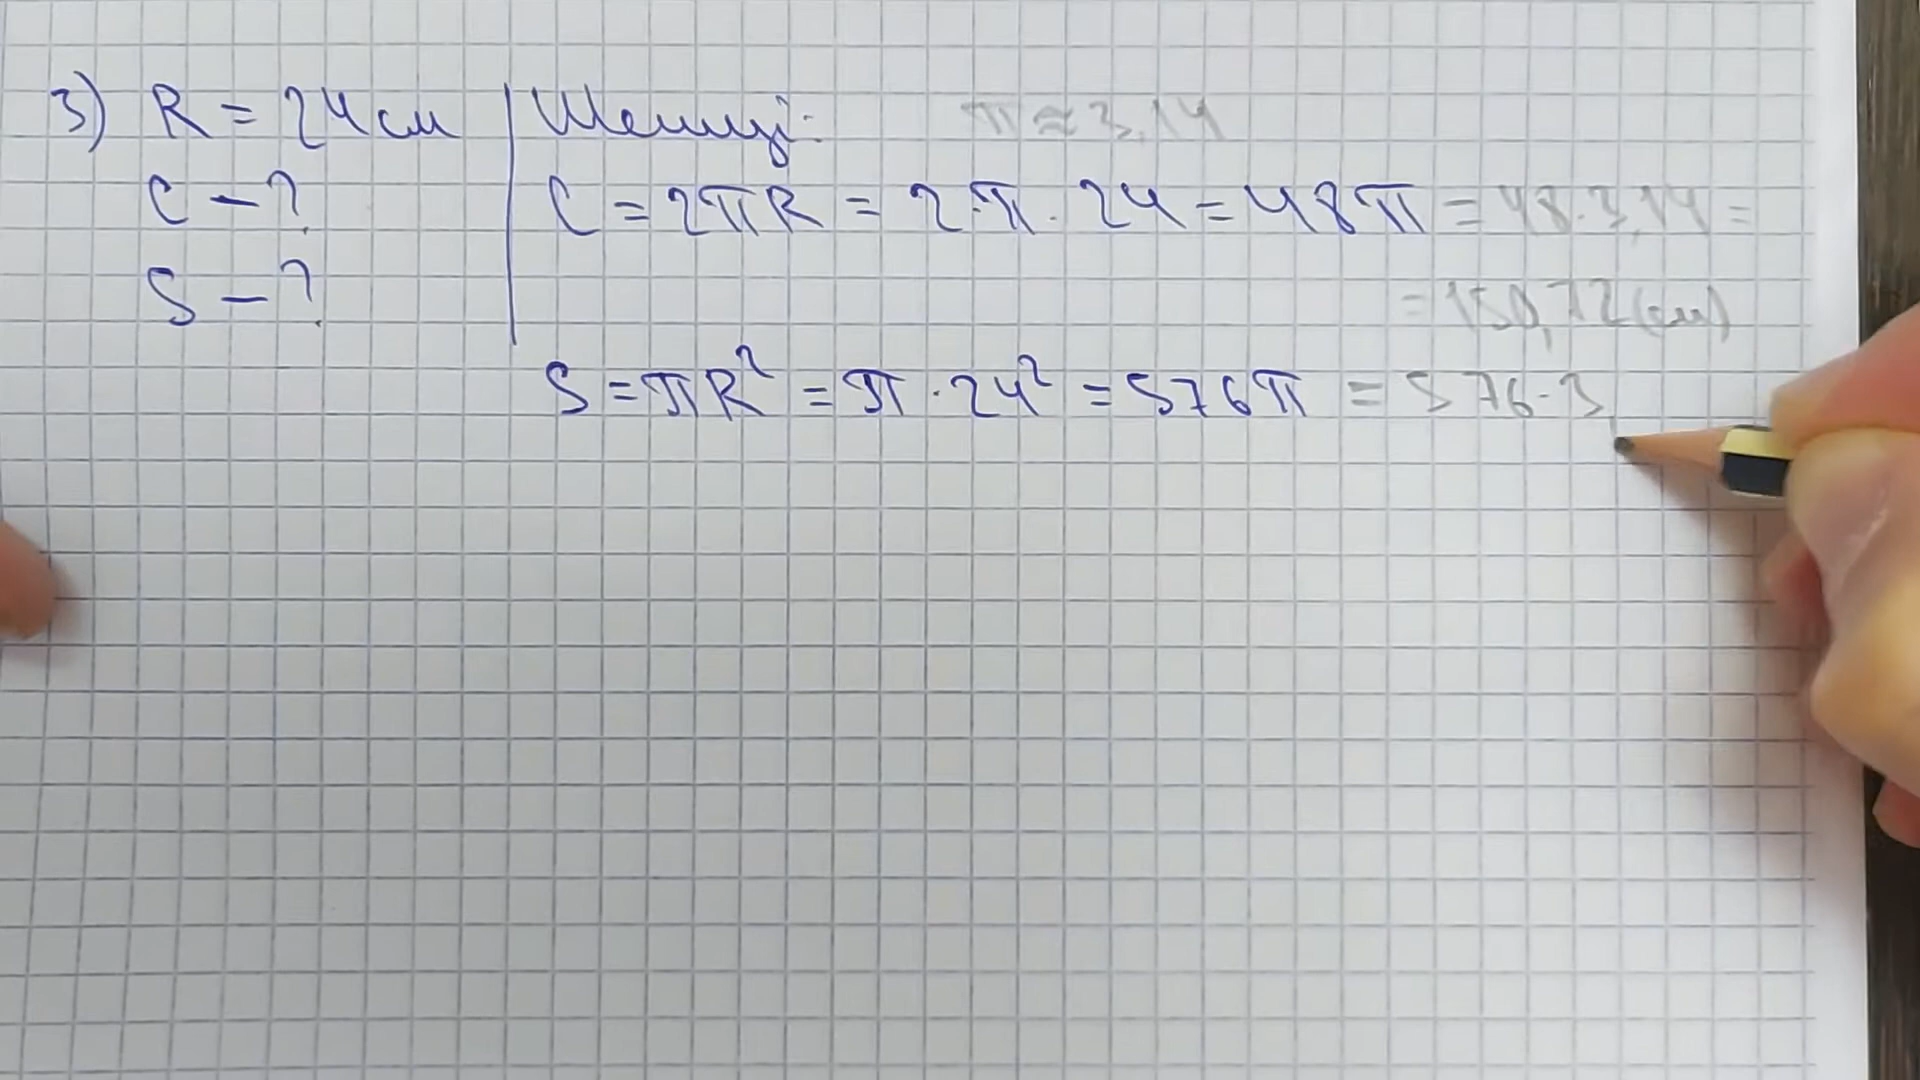 3) R = 24 см
C - ?
S - ?
Шешуі: π ≈ 3,14
C = 2πR = 2·π·24 = 48π = 48·3,14 =
= 150,72 (см)
S = πR² = π·24² = 576π = 576·3,